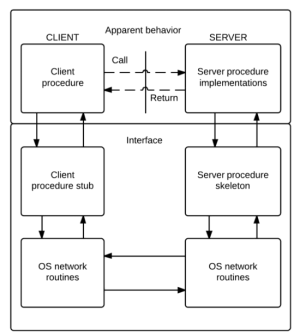 Apparent behavior
CLIENT
SERVER
Call
Client
procedure
Server procedure
implementations
Return
Interface
Client
procedure stub
Server procedure
skeleton
OS network
routines
OS network
routines